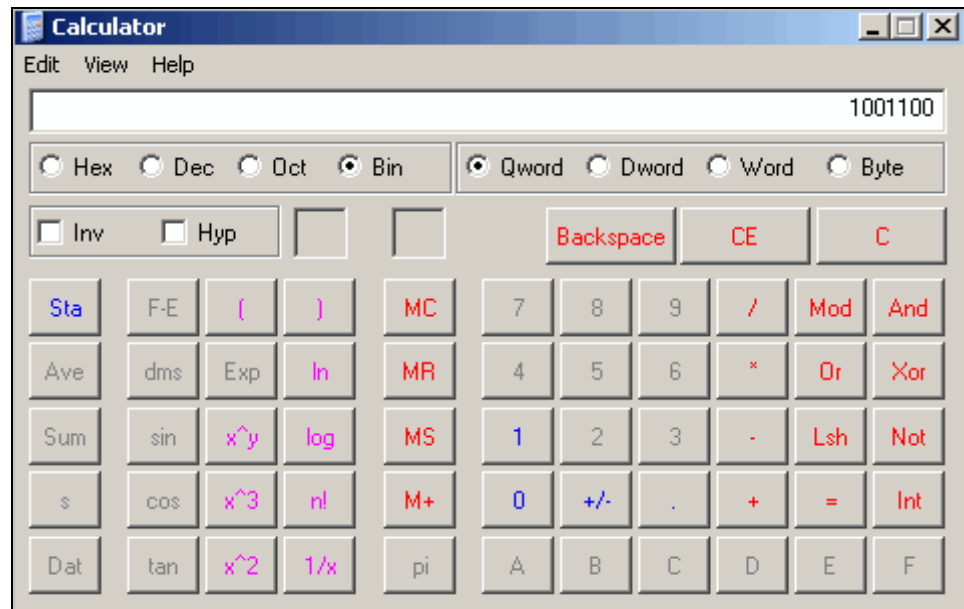 Calculator
Edit View Help
1001100
Hex Dec Oct Bin Qword Dword Word Byte
Inv Hyp Backspace CE C
Sta F-E ( ) MC 7 8 9 / Mod And
Ave dms Exp ln MR 4 5 6 * Or Xor
Sum sin x^y log MS 1 2 3 - Lsh Not
s cos x^3 n! M+ 0 +/- . + = Int
Dat tan x^2 1/x pi A B C D E F